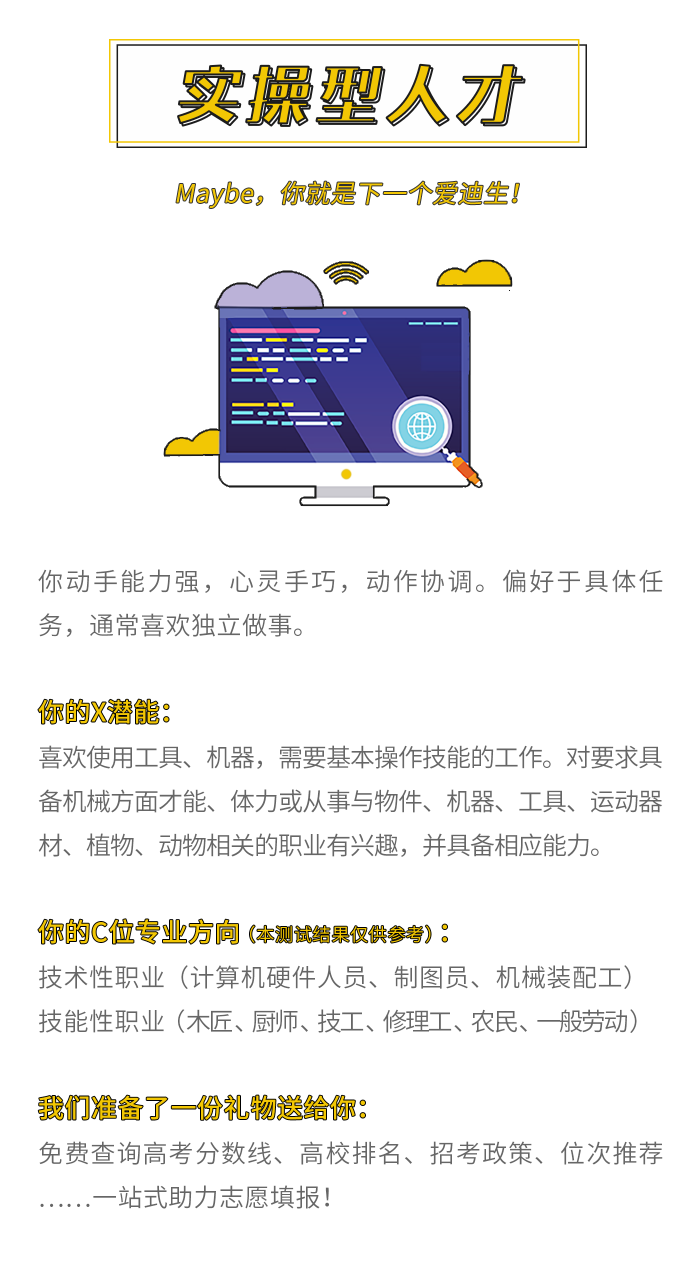 实操型人才
Maybe，你就是下一个爱迪生！
你动手能力强，心灵手巧，动作协调。偏好于具体任
务，通常喜欢独立做事。
你的X潜能：
喜欢使用工具、机器，需要基本操作技能的工作。对要求具
备机械方面才能、体力或从事与物件、机器、工具、运动器
材、植物、动物相关的职业有兴趣，并具备相应能力。
你的C位专业方向（本测试结果仅供参考）：
技术性职业（计算机硬件人员、制图员、机械装配工）
技能性职业（木匠、厨师、技工、修理工、农民、一般劳动）
我们准备了一份礼物送给你：
免费查询高考分数线、高校排名、招考政策、位次推荐
……一站式助力志愿填报！